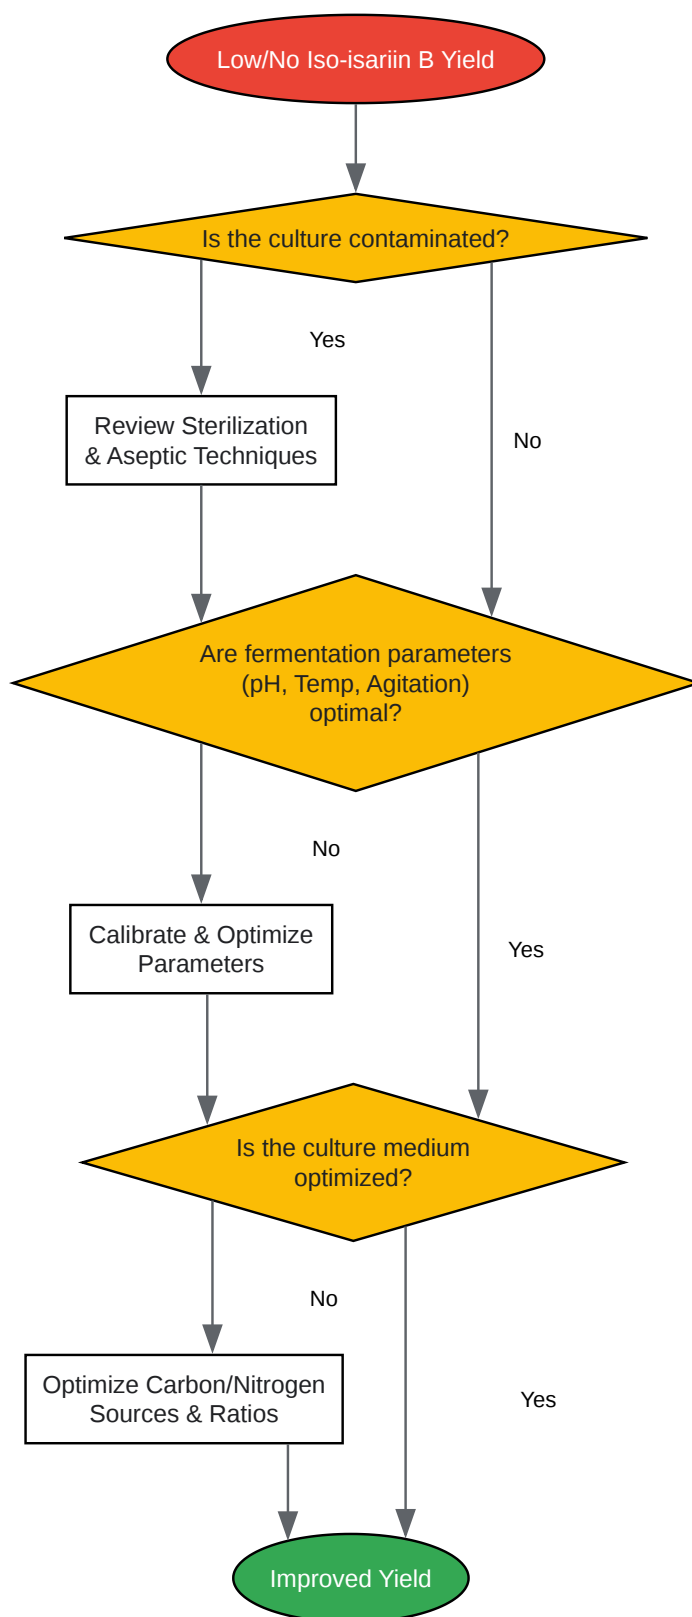 Low/No Iso-isariin B Yield
Is the culture contaminated?
Yes
Review Sterilization
& Aseptic Techniques
No
Are fermentation parameters
(pH, Temp, Agitation)
optimal?
No
Calibrate & Optimize
Parameters
Yes
Is the culture medium
optimized?
No
Optimize Carbon/Nitrogen
Sources & Ratios
Yes
Improved Yield